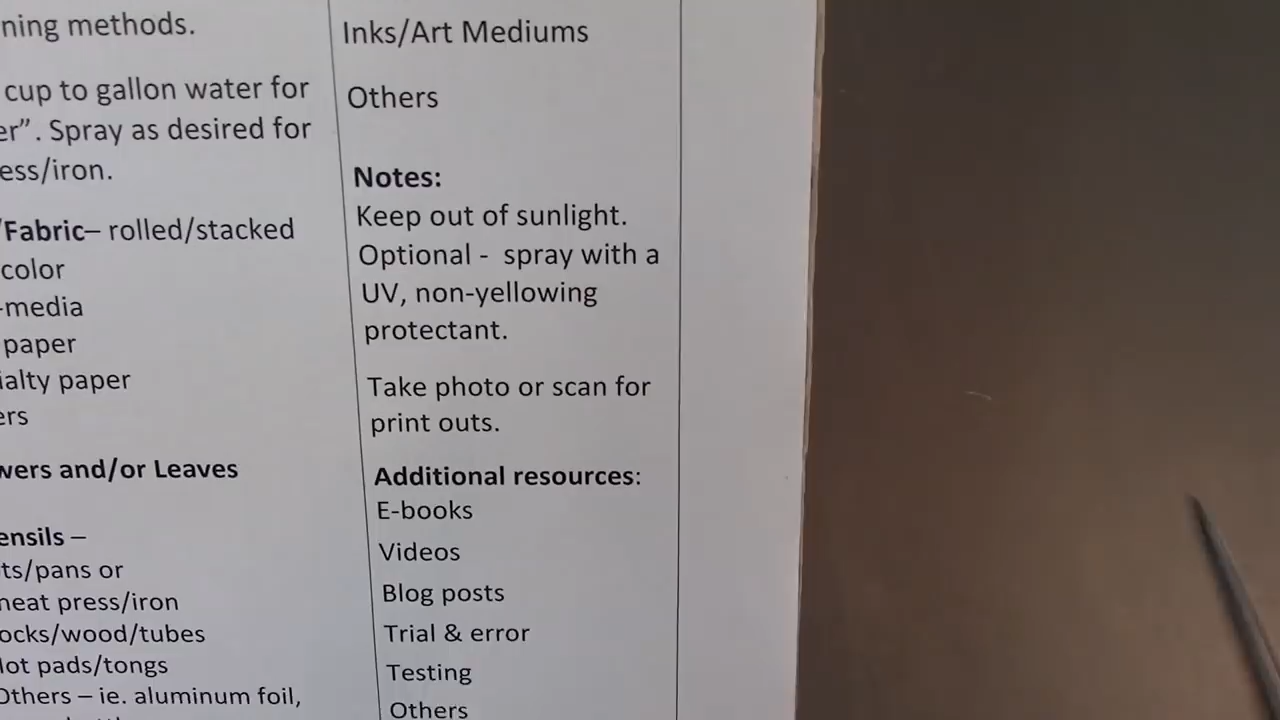 ning methods.
cup to gallon water for
er". Spray as desired for
ess/iron.
/Fabric– rolled/stacked
color
-media
paper
ialty paper
ers
wers and/or Leaves
ensils –
ts/pans or
heat press/iron
ocks/wood/tubes
Hot pads/tongs
Others – ie. aluminum foil,
Inks/Art Mediums
Others
Notes:
Keep out of sunlight.
Optional - spray with a
UV, non-yellowing
protectant.
Take photo or scan for
print outs.
Additional resources:
E-books
Videos
Blog posts
Trial & error
Testing
Others